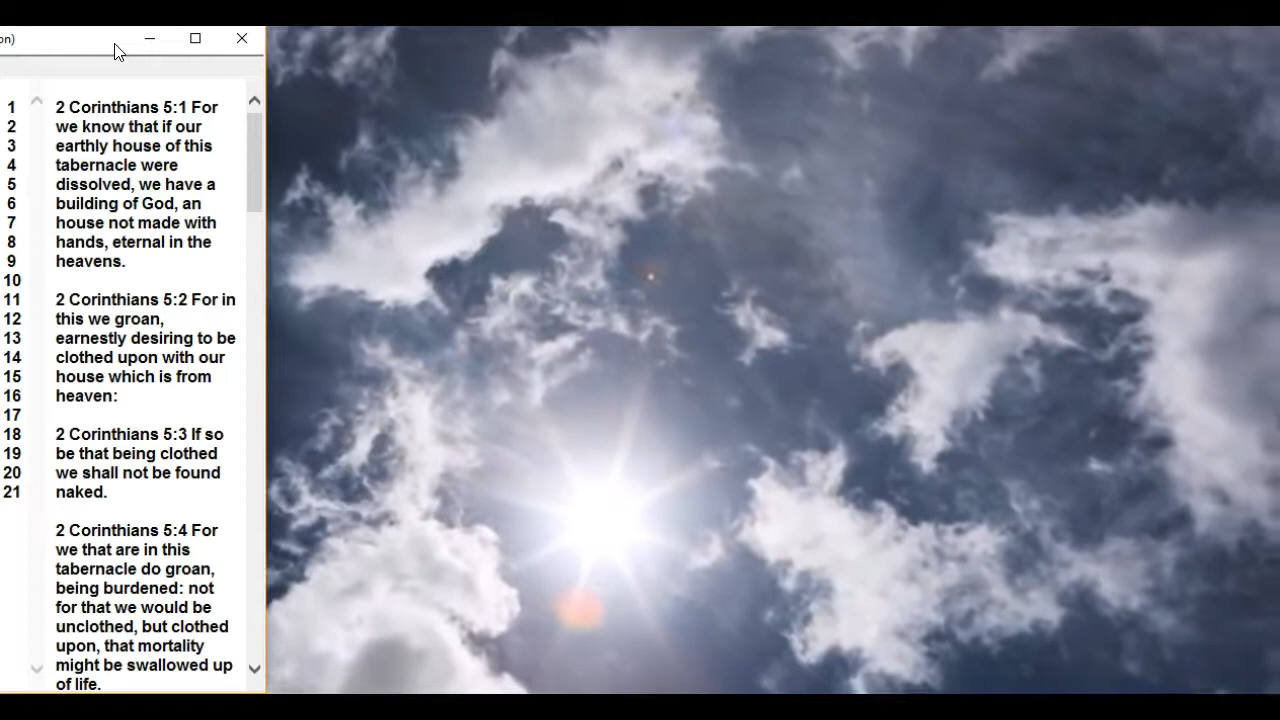 on)
1
2
3
4
5
6
7
8
9
10
11
12
13
14
15
16
17
18
19
20
21
2 Corinthians 5:1 For
we know that if our
earthly house of this
tabernacle were
dissolved, we have a
building of God, an
house not made with
hands, eternal in the
heavens.
2 Corinthians 5:2 For in
this we groan,
earnestly desiring to be
clothed upon with our
house which is from
heaven:
2 Corinthians 5:3 If so
be that being clothed
we shall not be found
naked.
2 Corinthians 5:4 For
we that are in this
tabernacle do groan,
being burdened: not
for that we would be
unclothed, but clothed
upon, that mortality
might be swallowed up
of life.